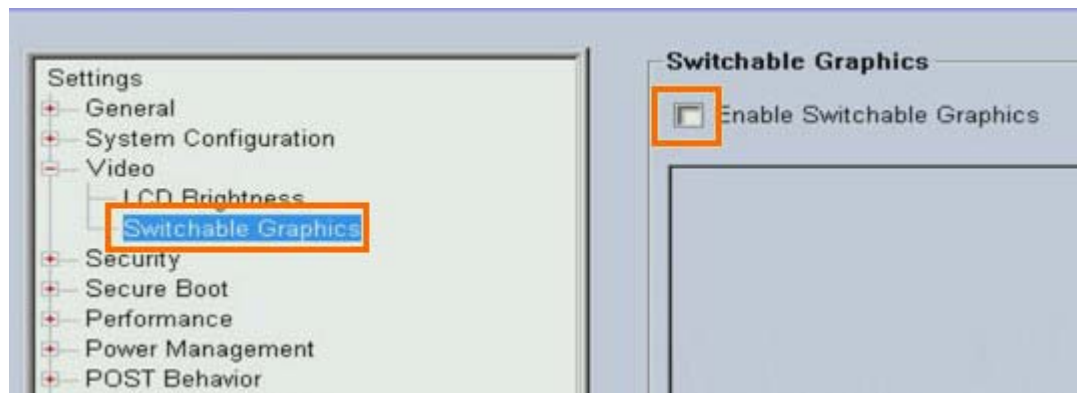 Settings
General
System Configuration
Video
LCD Brightness
Switchable Graphics
Security
Secure Boot
Performance
Power Management
POST Behavior
Switchable Graphics
Enable Switchable Graphics